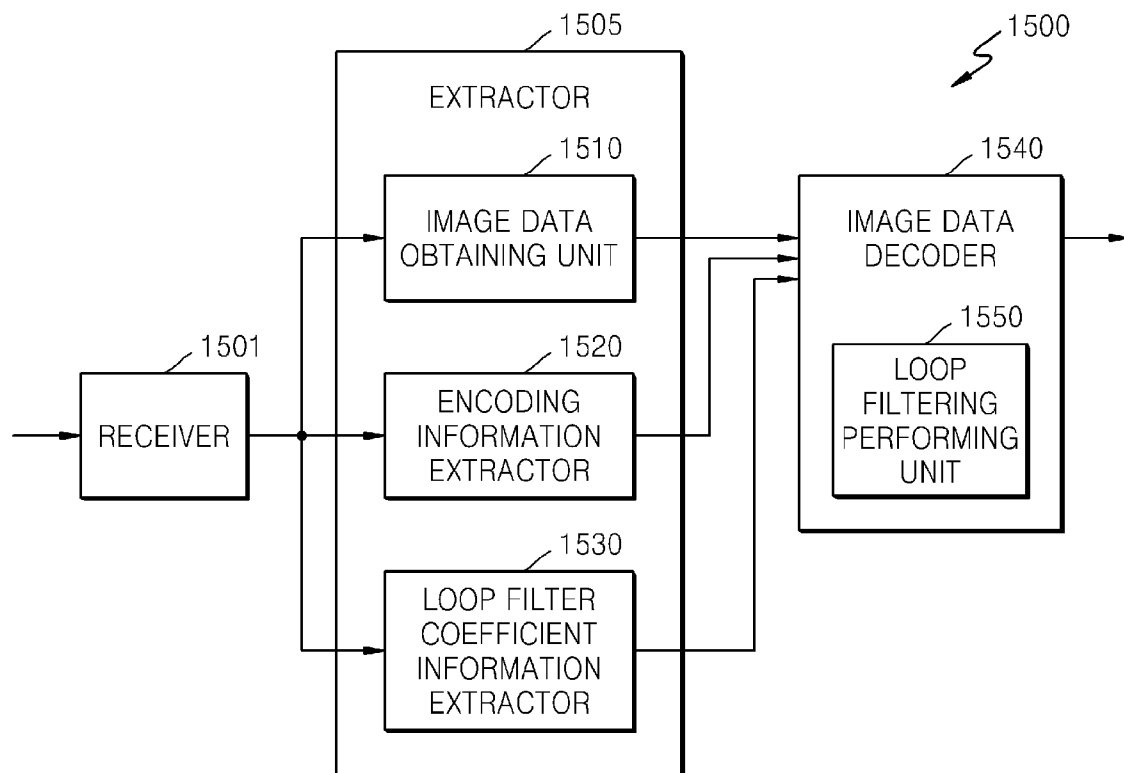 1500
1505
EXTRACTOR
1510
IMAGE DATA
OBTAINING UNIT
1540
IMAGE DATA
DECODER
1501
RECEIVER
1520
ENCODING
INFORMATION
EXTRACTOR
1550
LOOP
FILTERING
PERFORMING
UNIT
1530
LOOP FILTER
COEFFICIENT
INFORMATION
EXTRACTOR